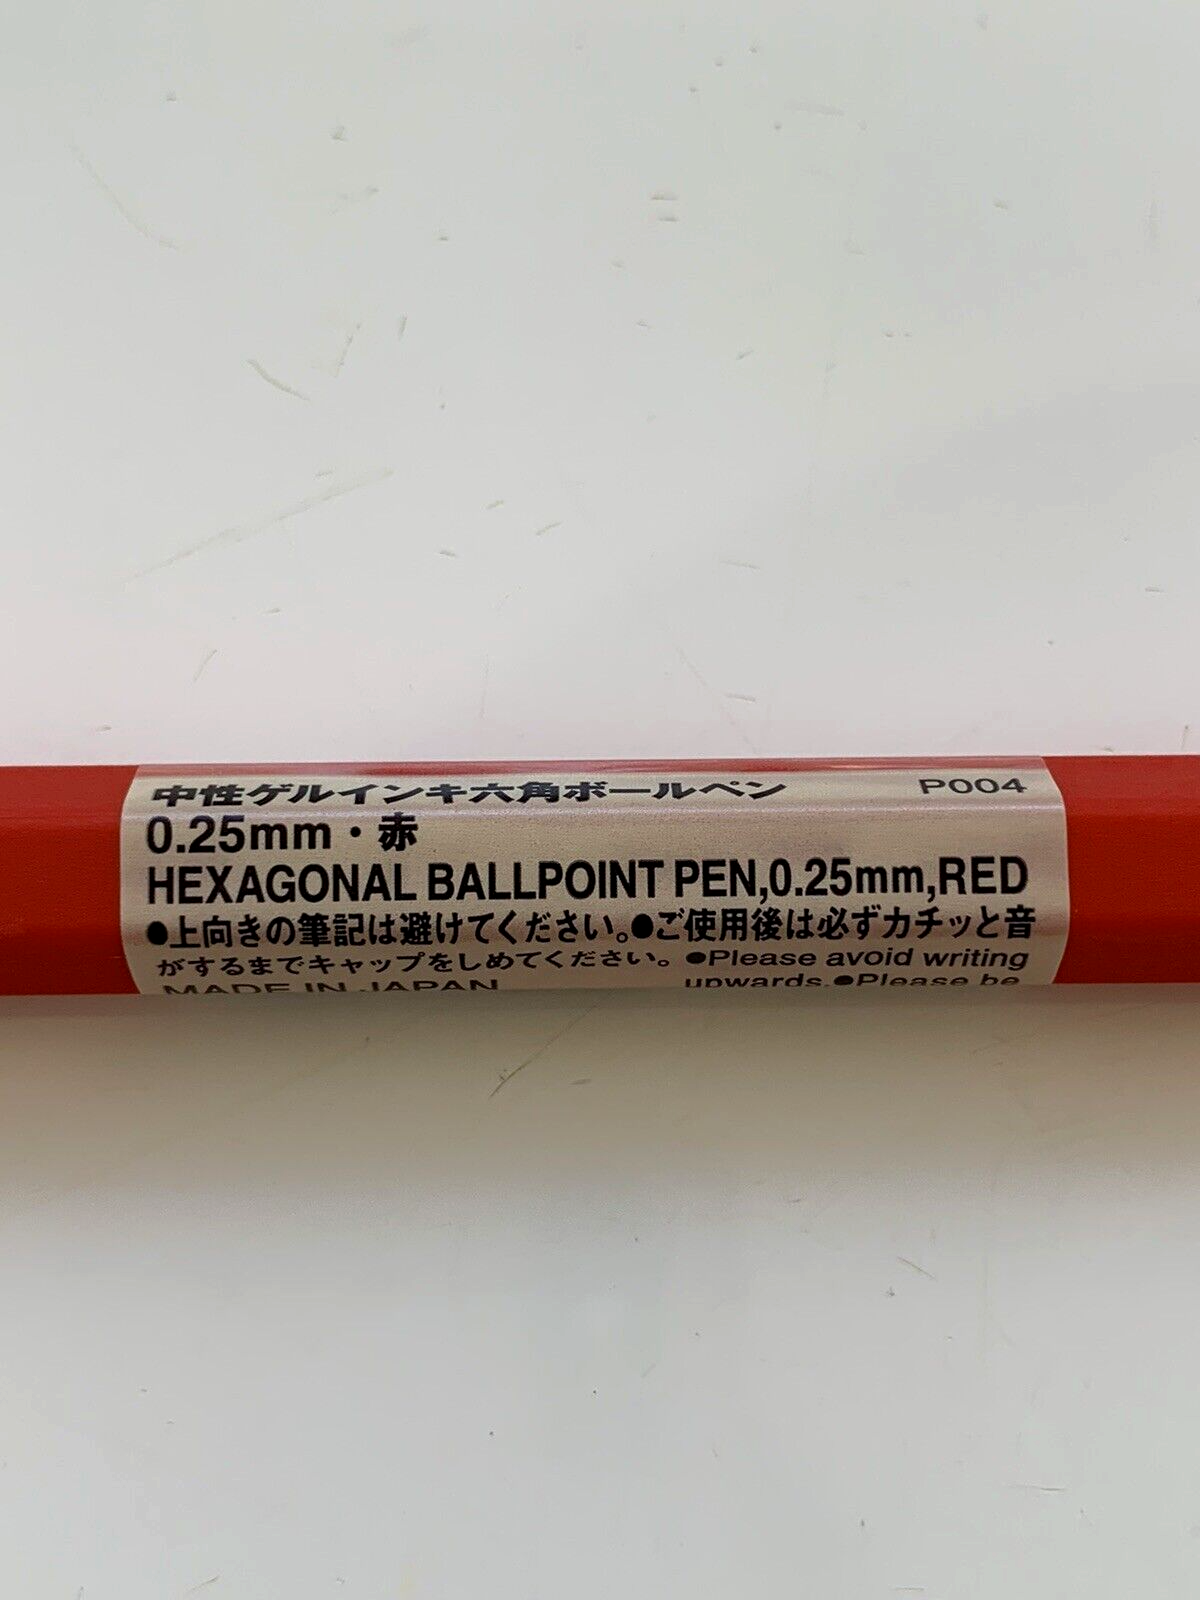 中性ゲルインキ六角ボールペン P004
0.25mm・赤
HEXAGONAL BALLPOINT PEN,0.25mm,RED
●上向きの筆記は避けてください。●ご使用後は必ずカチッと音
がするまでキャップをしめてください。●Please avoid writing
MADE IN JAPAN upwards.●Please be